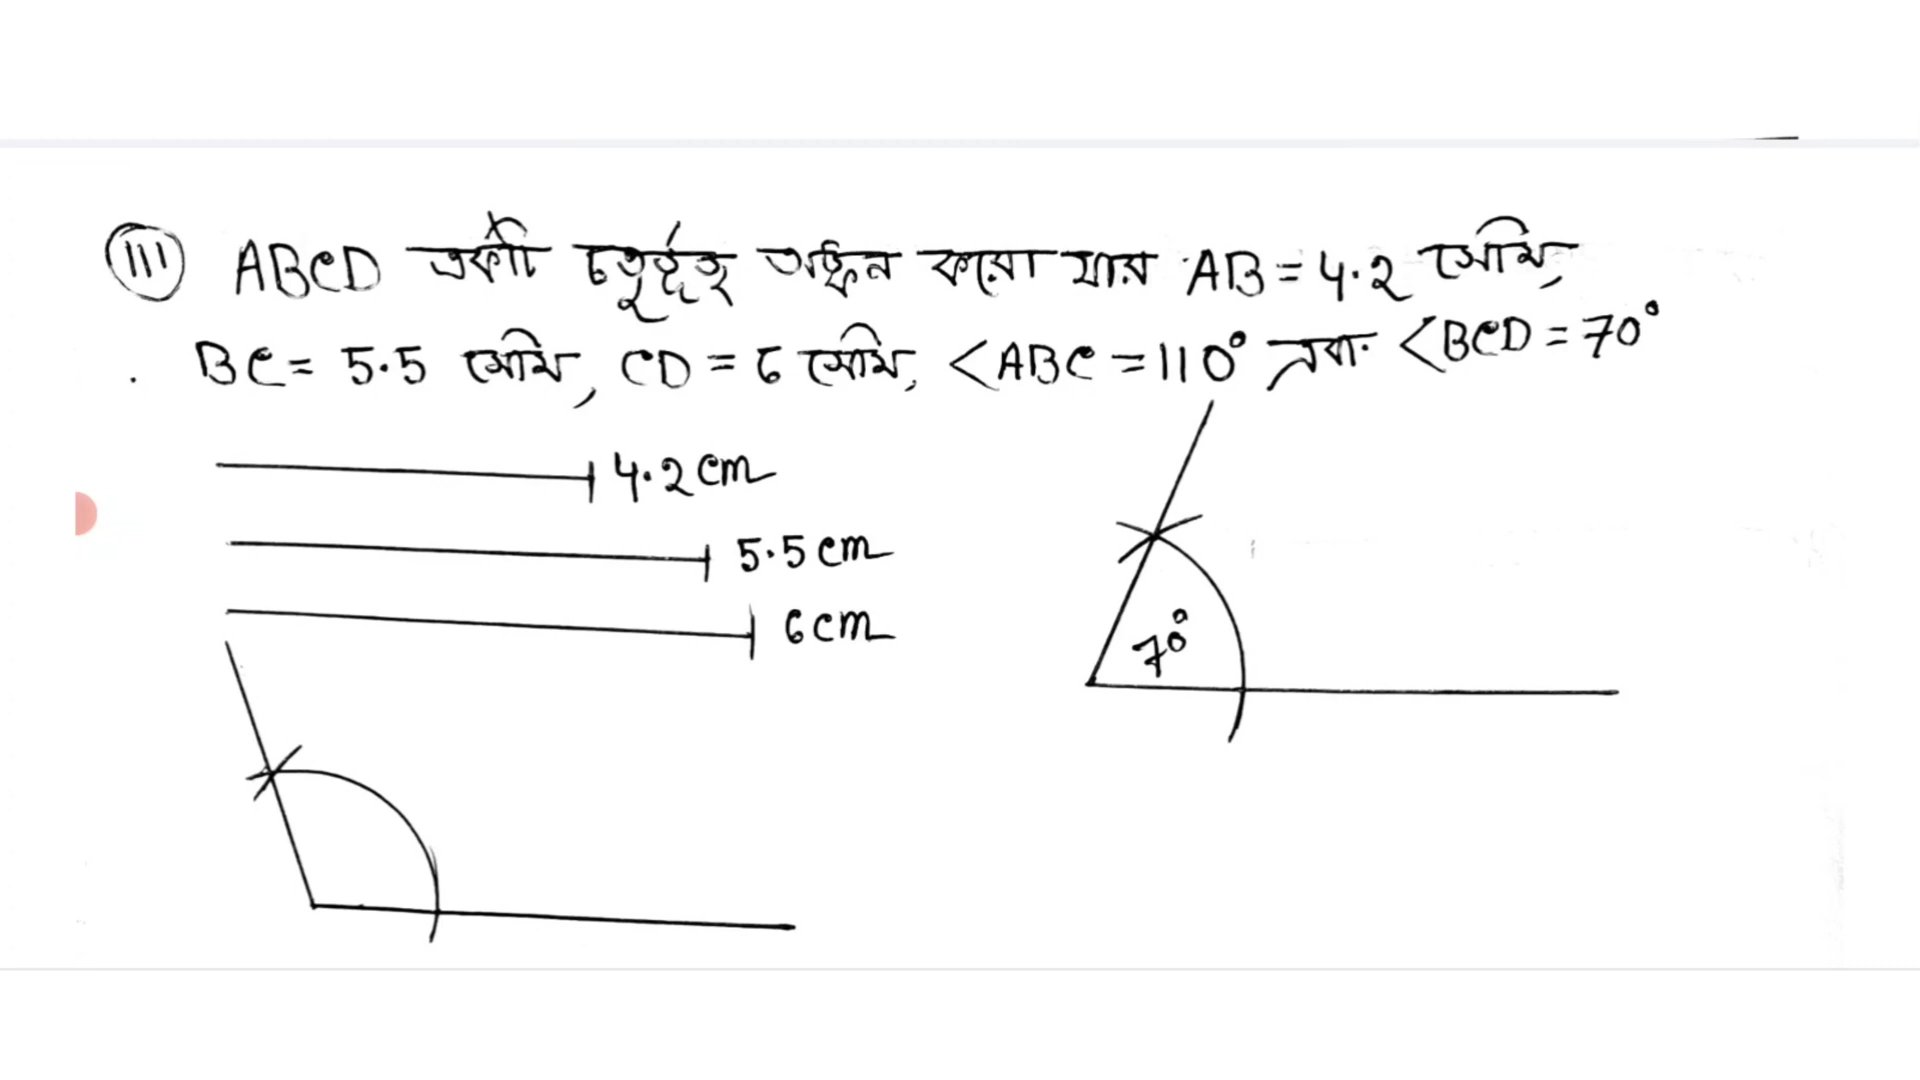 (III) ABCD একটি চতুর্ভুজ অঙ্কন করো যার AB = 4.2 সেমি,
BC = 5.5 সেমি, CD = 6 সেমি, <ABC = 110° এবং <BCD = 70°
4.2 cm
5.5 cm
6 cm
70°